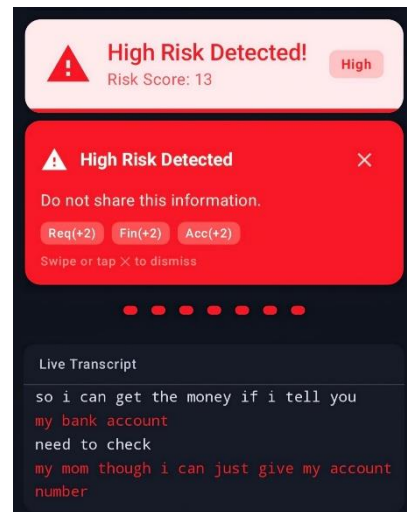 High Risk Detected!
Risk Score: 13
High
High Risk Detected
Do not share this information.
Req(+2) Fin(+2) Acc(+2)
Swipe or tap × to dismiss
Live Transcript
so i can get the money if i tell you
my bank account
need to check
my mom though i can just give my account
number